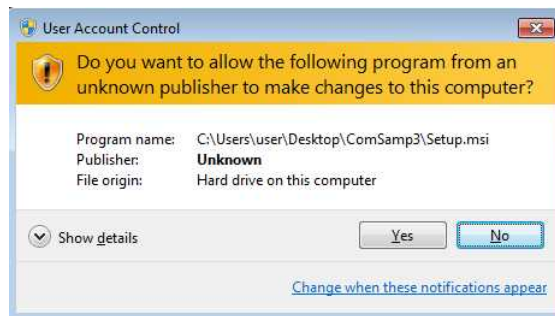 User Account Control
Do you want to allow the following program from an
unknown publisher to make changes to this computer?
Program name: C:\Users\user\Desktop\ComSamp3\Setup.msi
Publisher: Unknown
File origin: Hard drive on this computer
Show details
Yes
No
Change when these notifications appear